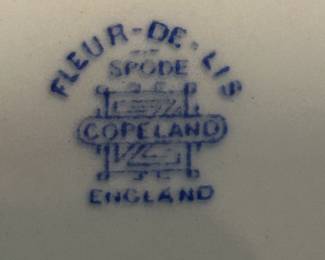 FLEUR-DE-LIS
SPODE
COPELAND
ENGLAND